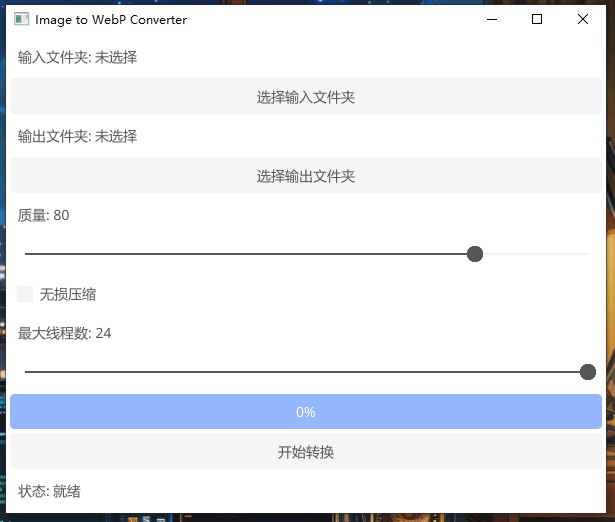 Image to WebP Converter
输入文件夹: 未选择
选择输入文件夹
输出文件夹: 未选择
选择输出文件夹
质量: 80
无损压缩
最大线程数: 24
0%
开始转换
状态: 就绪